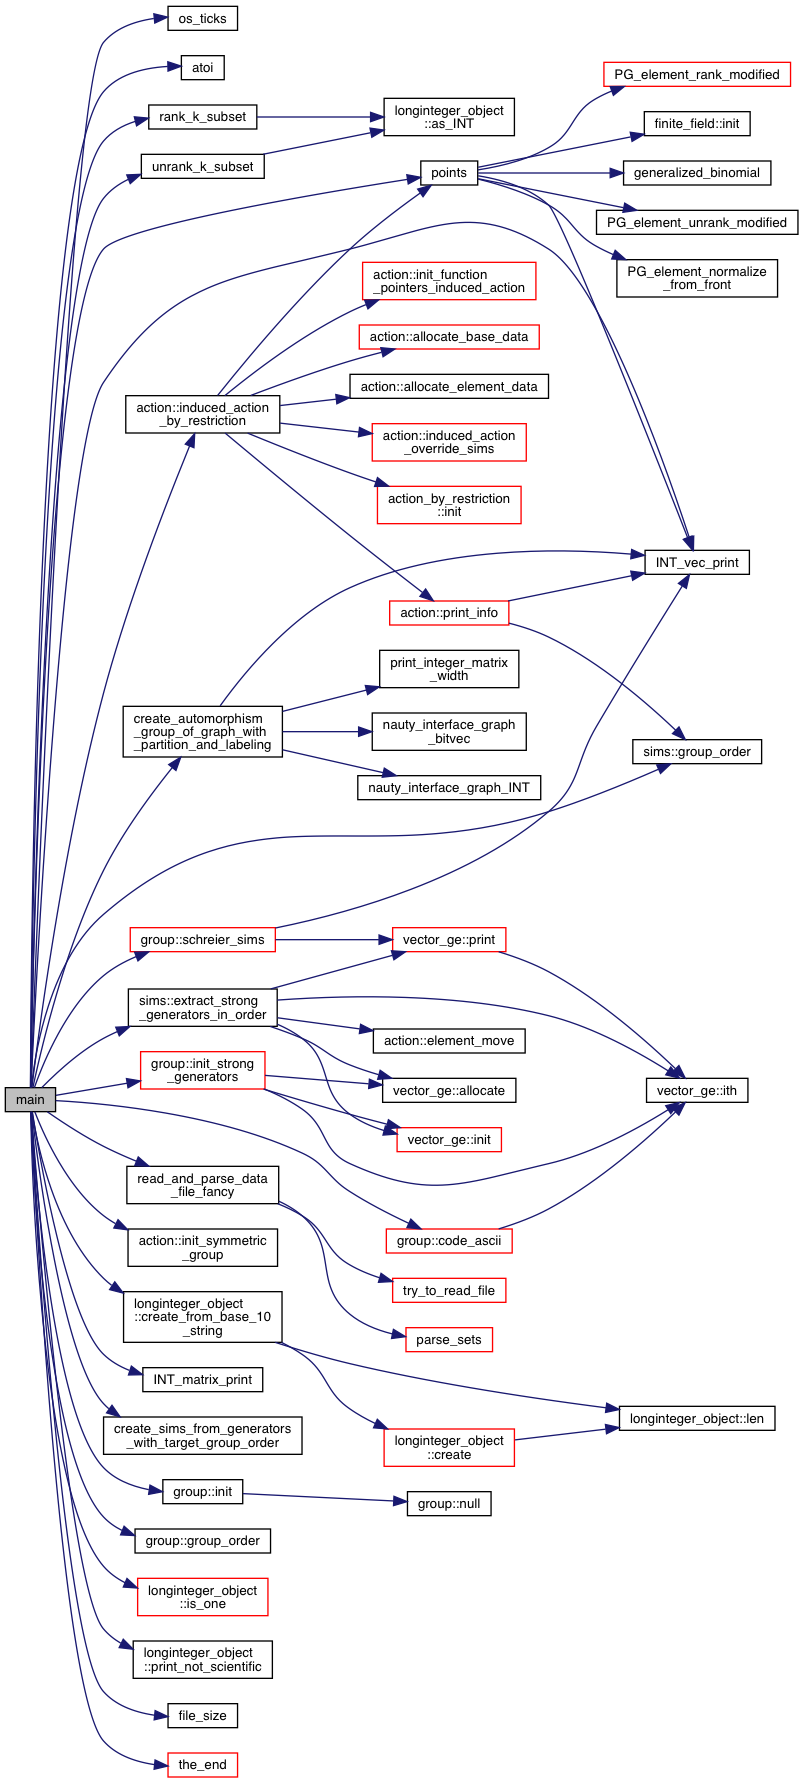 os_ticks
atoi
PG_element_rank_modified
rank_k_subset
longinteger_object
::as_INT
finite_field::init
unrank_k_subset
points
generalized_binomial
PG_element_unrank_modified
PG_element_normalize
_from_front
action::init_function
_pointers_induced_action
action::allocate_base_data
action::allocate_element_data
action::induced_action
_by_restriction
action::induced_action
_override_sims
action_by_restriction
::init
INT_vec_print
action::print_info
print_integer_matrix
_width
create_automorphism
_group_of_graph_with
_partition_and_labeling
nauty_interface_graph
_bitvec
sims::group_order
nauty_interface_graph_INT
group::schreier_sims
vector_ge::print
sims::extract_strong
_generators_in_order
action::element_move
group::init_strong
_generators
vector_ge::allocate
vector_ge::ith
main
vector_ge::init
read_and_parse_data
_file_fancy
action::init_symmetric
_group
group::code_ascii
try_to_read_file
longinteger_object
::create_from_base_10
_string
parse_sets
INT_matrix_print
longinteger_object::len
create_sims_from_generators
_with_target_group_order
longinteger_object
::create
group::init
group::null
group::group_order
longinteger_object
::is_one
longinteger_object
::print_not_scientific
file_size
the_end